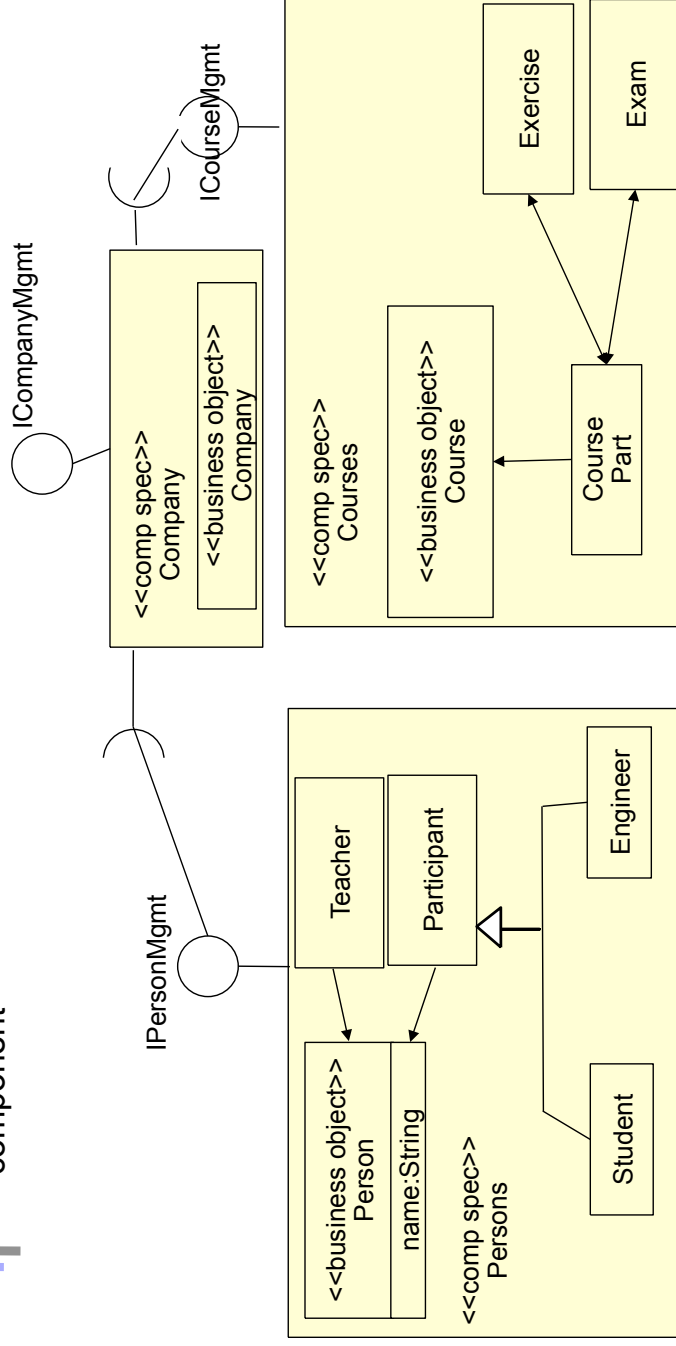 component
ICompanyMgmt
<<comp spec>>
Company
<<business object>>
Company
ICourseMgmt
IPersonMgmt
<<business object>>
Person
name:String
<<comp spec>>
Persons
Teacher
Participant
Student
Engineer
<<comp spec>>
Courses
<<business object>>
Course
Course
Part
Exercise
Exam